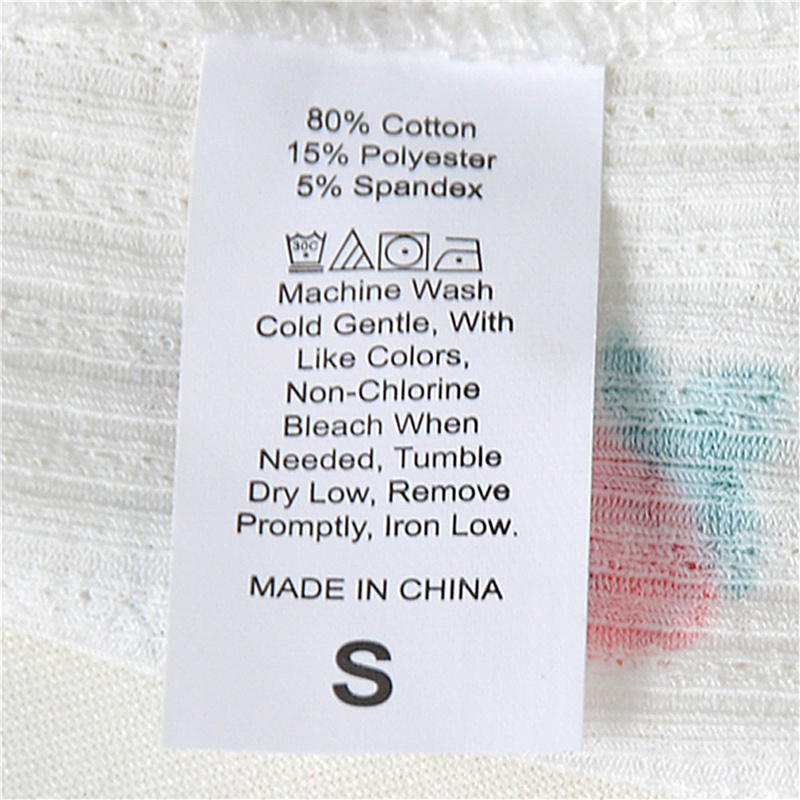 80% Cotton
15% Polyester
5% Spandex
30C
Machine Wash
Cold Gentle, With
Like Colors,
Non-Chlorine
Bleach When
Needed, Tumble
Dry Low, Remove
Promptly, Iron Low.
MADE IN CHINA
S